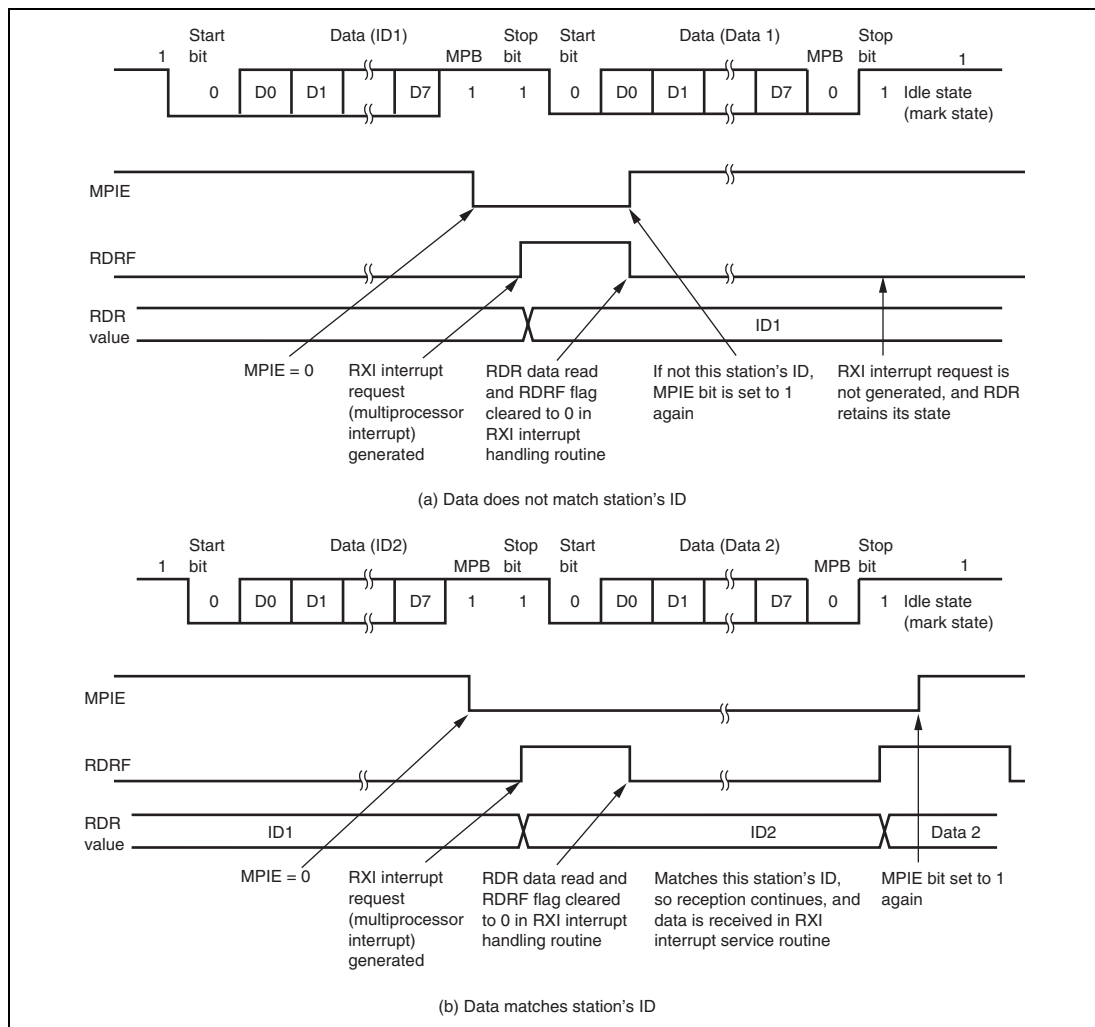 Start bit Data (ID1) MPB Stop bit Start bit Data (Data 1) MPB Stop bit
1 1
0 D0 D1 D7 1 1 0 D0 D1 D7 0 1 Idle state (mark state)
MPIE
RDRF
RDR value
ID1
MPIE = 0
RXI interrupt
request
(multiprocessor
interrupt)
generated
RDR data read
and RDRF flag
cleared to 0 in
RXI interrupt
handling routine
If not this station's ID,
MPIE bit is set to 1
again
RXI interrupt request is
not generated, and RDR
retains its state
(a) Data does not match station's ID
Start bit Data (ID2) MPB Stop bit Start bit Data (Data 2) MPB Stop bit
1 1
0 D0 D1 D7 1 1 0 D0 D1 D7 0 1 Idle state (mark state)
MPIE
RDRF
RDR value
ID1 ID2 Data 2
MPIE = 0
RXI interrupt
request
(multiprocessor
interrupt)
generated
RDR data read and
RDRF flag cleared
to 0 in RXI interrupt
handling routine
Matches this station's ID,
so reception continues, and
data is received in RXI
interrupt service routine
MPIE bit set to 1
again
(b) Data matches station's ID